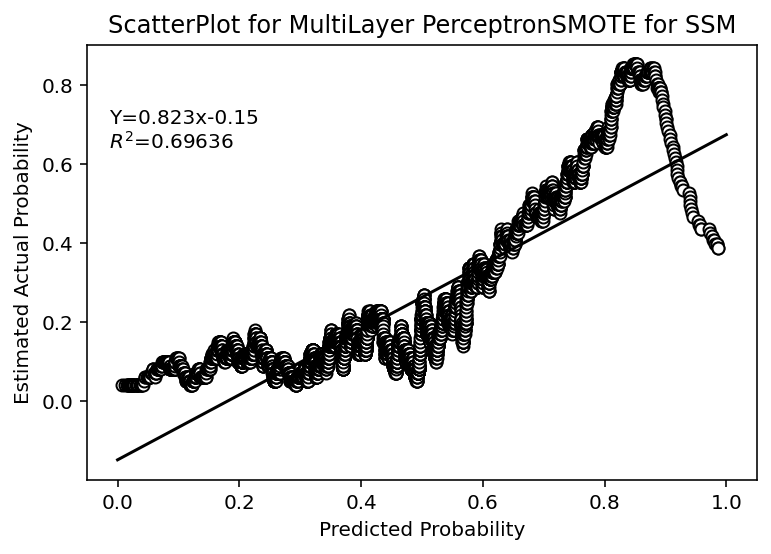 ScatterPlot for MultiLayer PerceptronSMOTE for SSM
Y=0.823x-0.15
R²=0.69636
Estimated Actual Probability
0.8
0.6
0.4
0.2
0.0
0.0 0.2 0.4 0.6 0.8 1.0
Predicted Probability